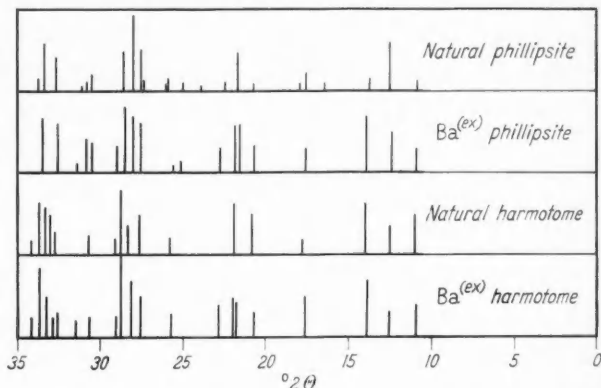 Natural phillipsite
Ba(ex) phillipsite
Natural harmotome
Ba(ex) harmotome
35 30 25 20 15 10 5 0
°2Θ